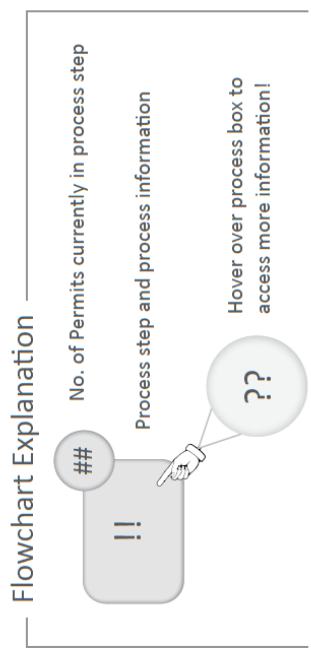 Flowchart Explanation
##
No. of Permits currently in process step
!!
Process step and process information
??
Hover over process box to
access more information!